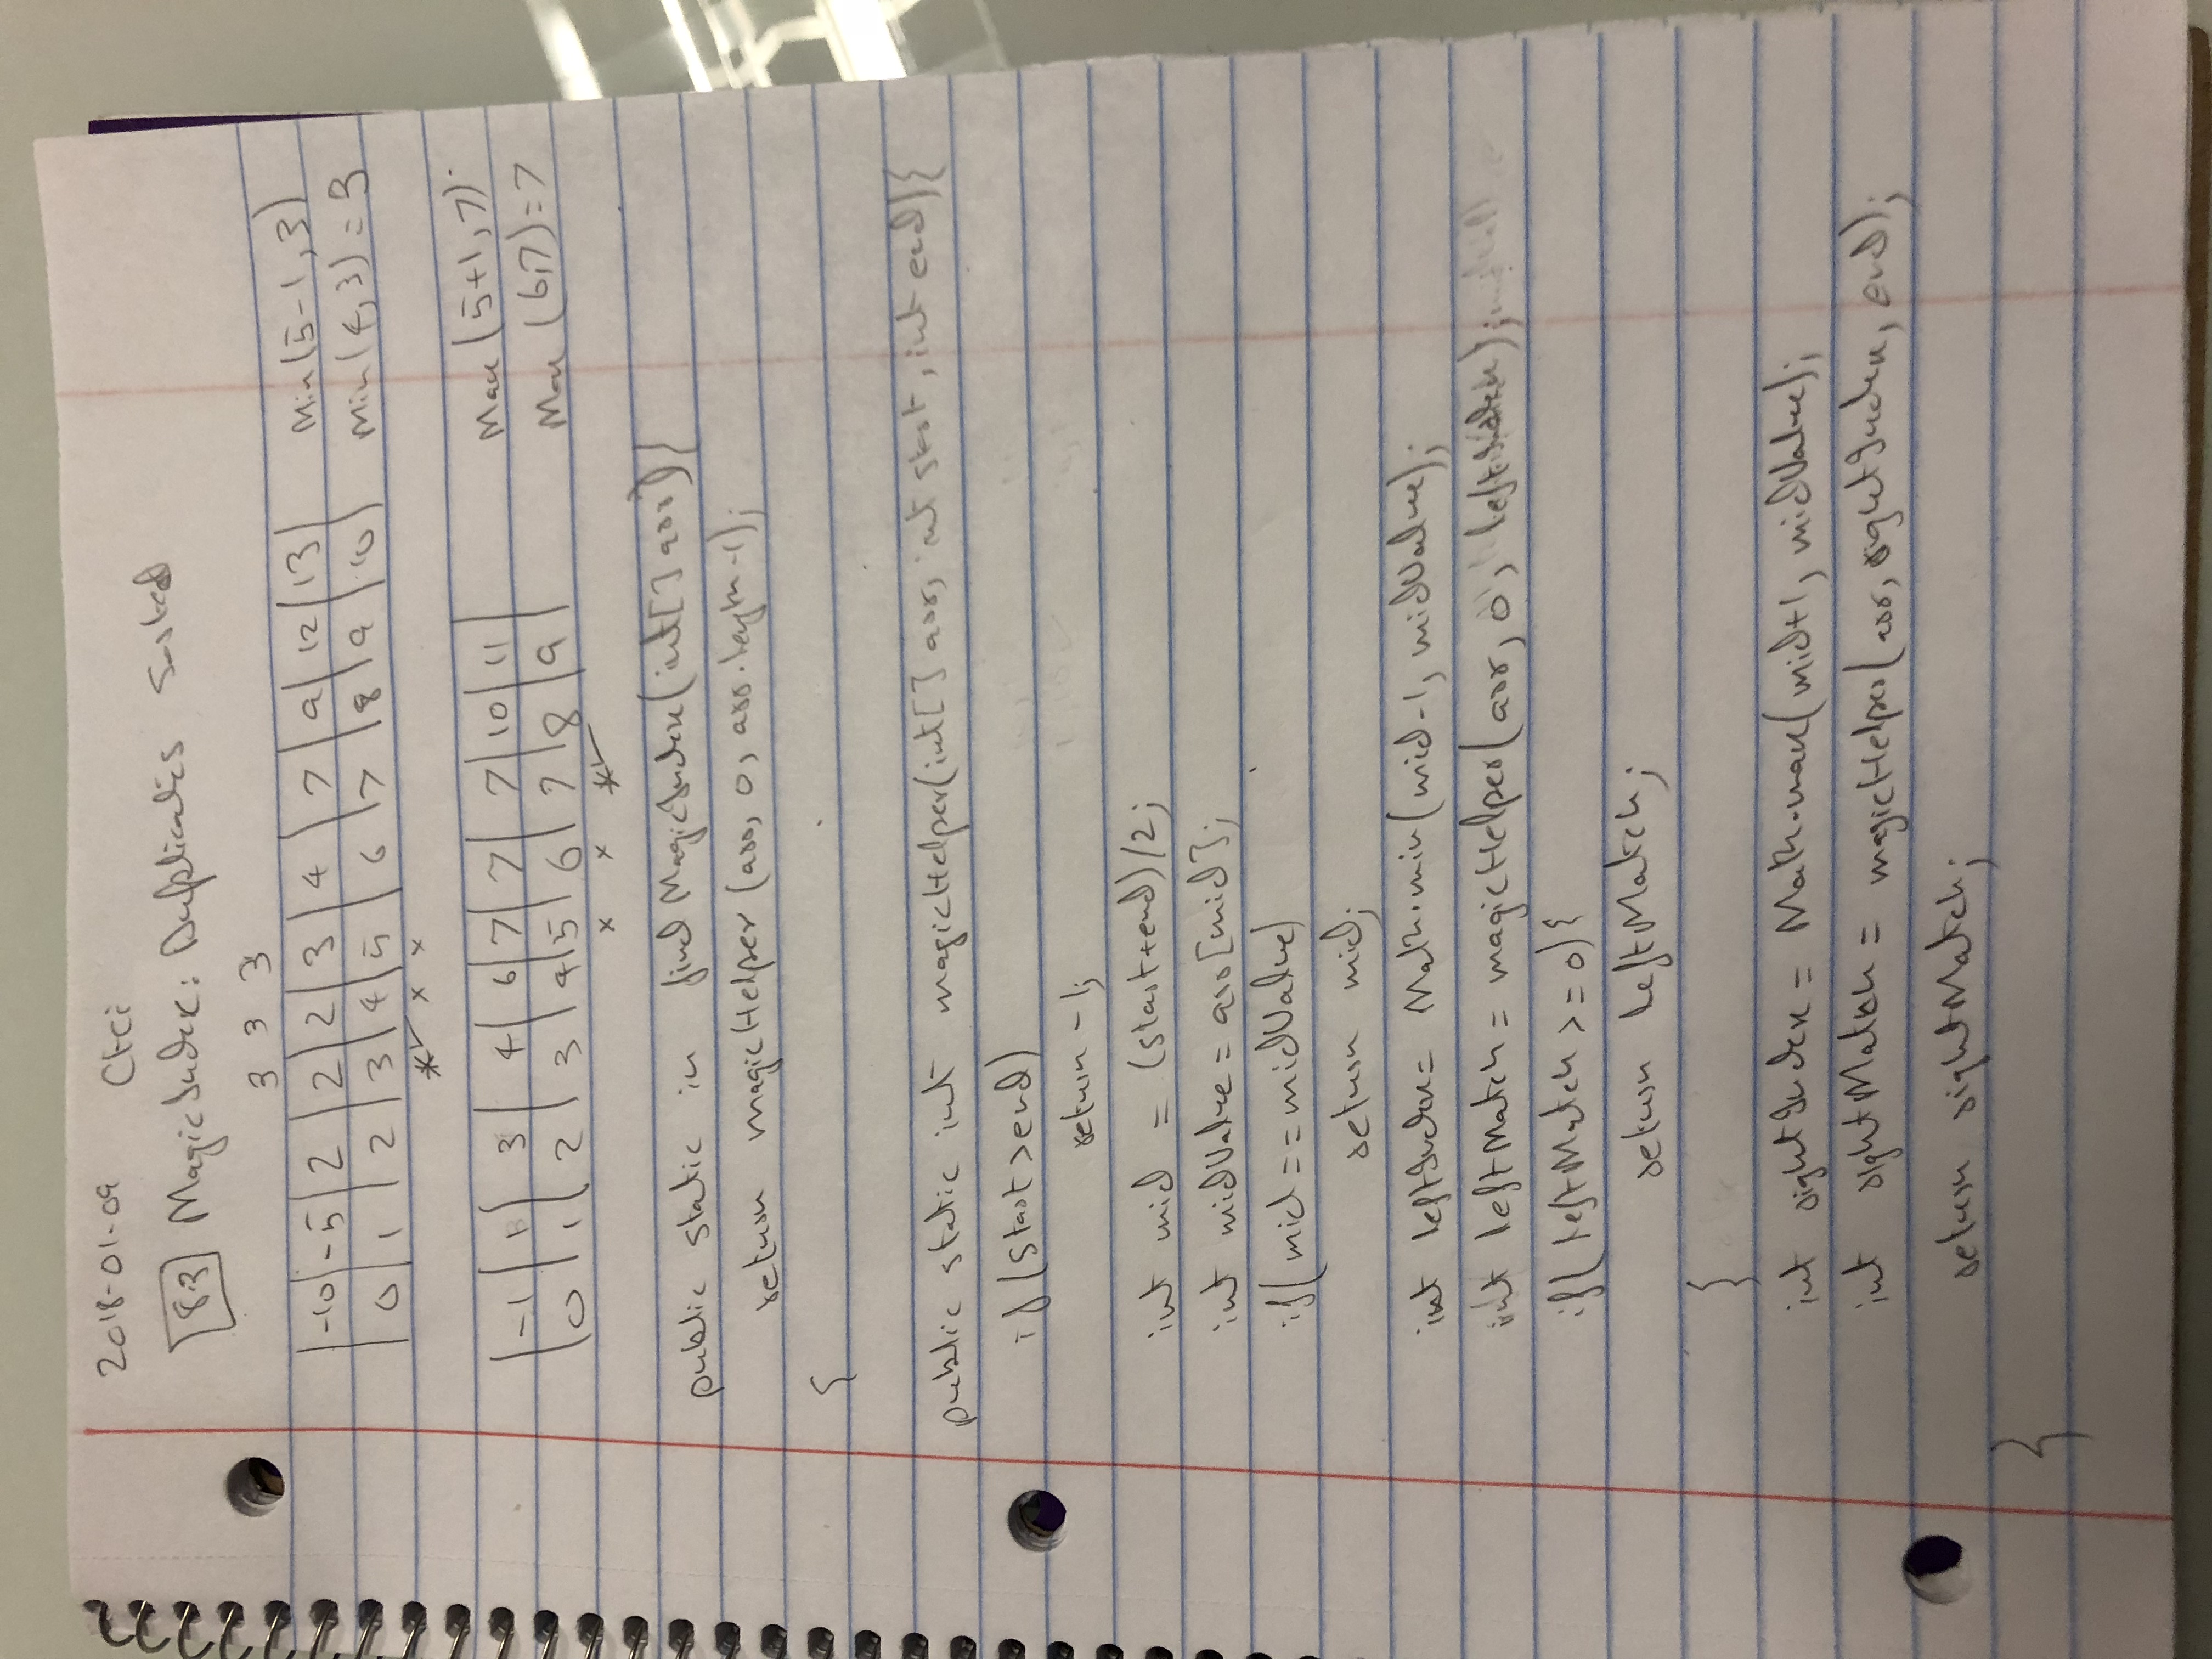 2018-01-09 CtCi
8.3 MagicIndex: Duplicates Sorted
3 3 3
-10 -5 2 2 2 3 4 7 9 12 13 Min(5-1, 3)
0 1 2 3 4 5 6 7 8 9 10 Min(4,3) = 3
* ✓ x x
-1 1 3 4 6 7 7 7 10 11 Max (5+1, 7)
0 1 2 3 4 5 6 7 8 9 Max (6,7)=7
x x * ✓
public static in findMagicIndex(int[] arr){
return magicHelper (arr, 0, arr.length-1);
{
public static int magicHelper(int[] arr, int start, int end){
if (start>end)
return -1;
int mid = (start+end)/2;
int midValue = arr[mid];
if(mid==midValue)
return mid;
int leftIndex= Math.min(mid-1, midValue);
int leftMatch = magicHelper(arr, 0, leftIndex);
if( leftMatch >= 0){
return leftMatch;
}
int rightIndex = Math.max(mid+1, midValue);
int rightMatch = magicHelper(arr, rightIndex, end);
return rightMatch;
}